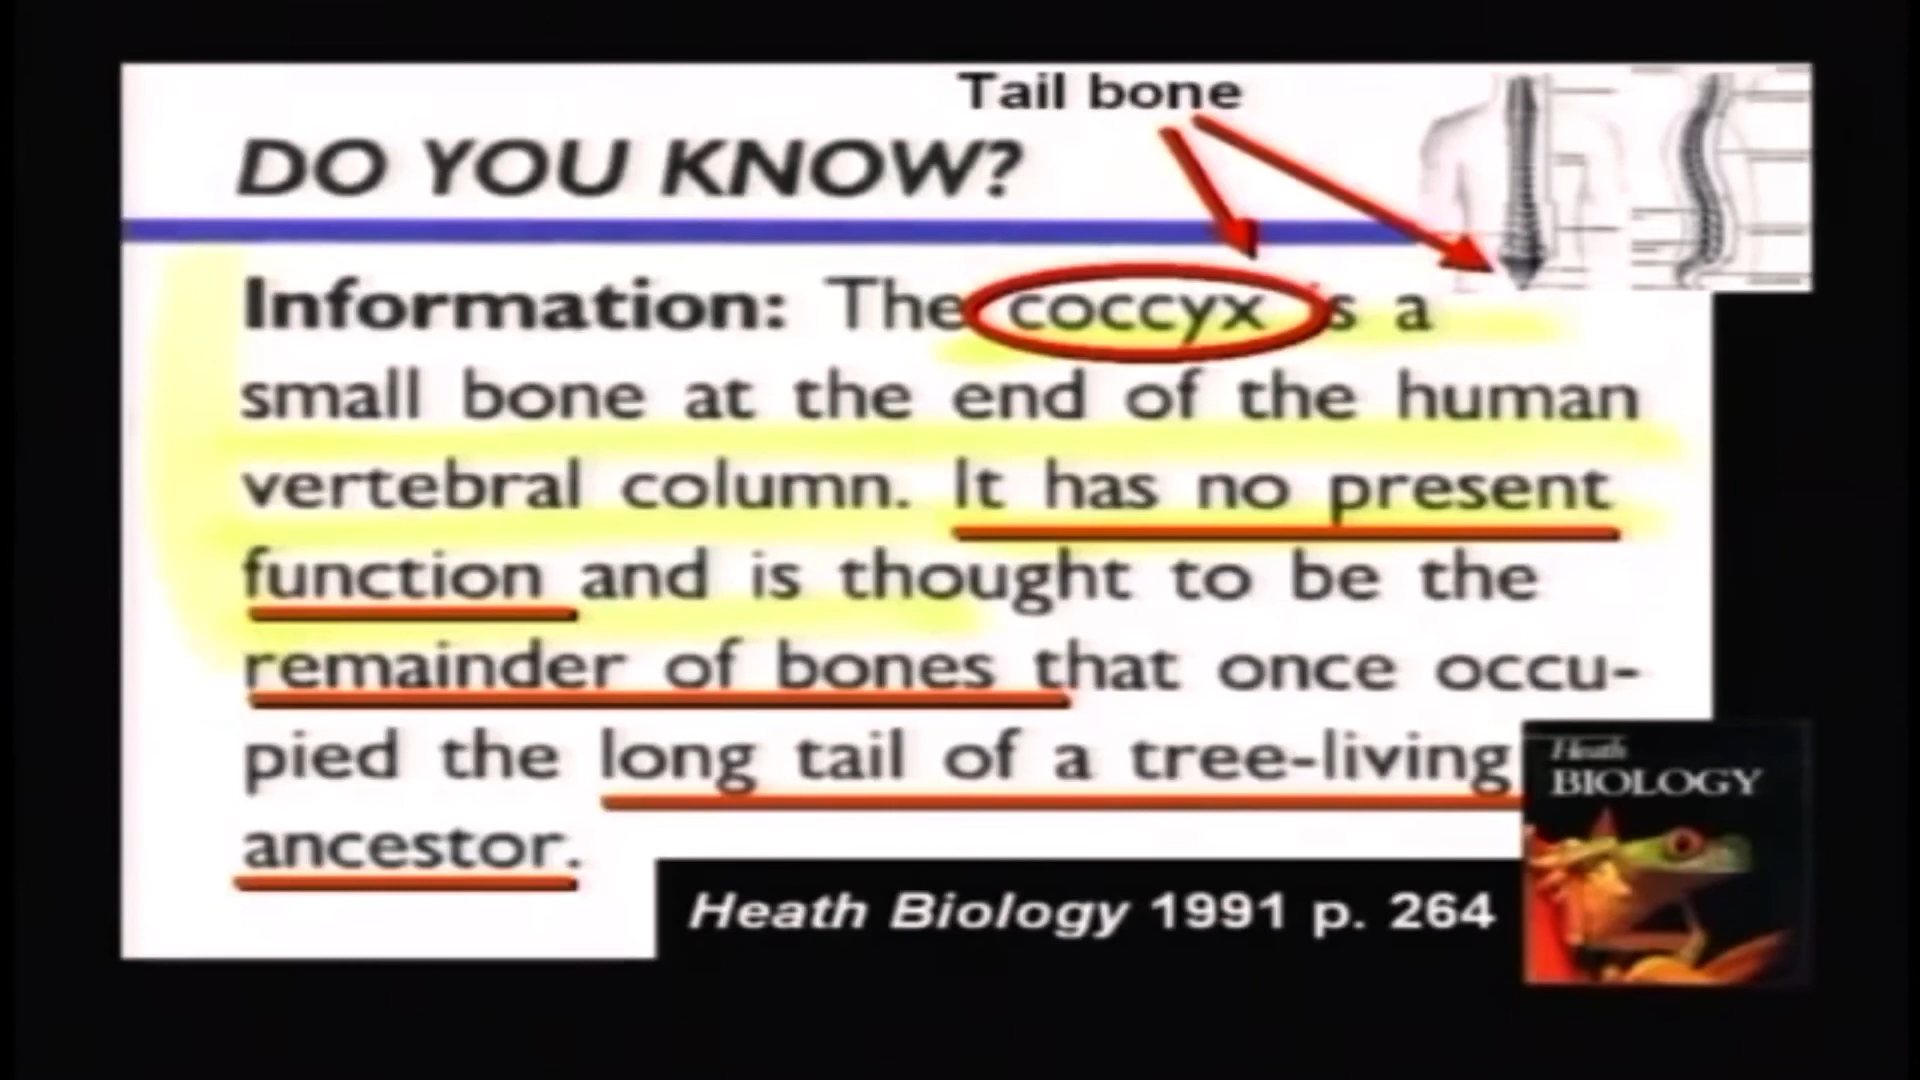 Tail bone
DO YOU KNOW?
Information: The coccyx is a
small bone at the end of the human
vertebral column. It has no present
function and is thought to be the
remainder of bones that once occu-
pied the long tail of a tree-living
ancestor.
Heath
BIOLOGY
Heath Biology 1991 p. 264